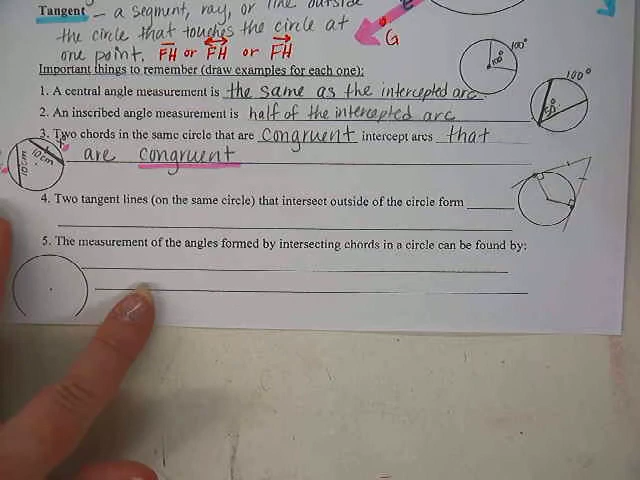 Tangent – a segment, ray, or line outside
the circle that touches the circle at
one point. FH or FH or FH
G
Important things to remember (draw examples for each one):
1. A central angle measurement is the same as the intercepted arc.
100°
100°
2. An inscribed angle measurement is half of the intercepted arc
100°
50°
3. Two chords in the same circle that are congruent intercept arcs that
are congruent
10cm
10cm
4. Two tangent lines (on the same circle) that intersect outside of the circle form
5. The measurement of the angles formed by intersecting chords in a circle can be found by: